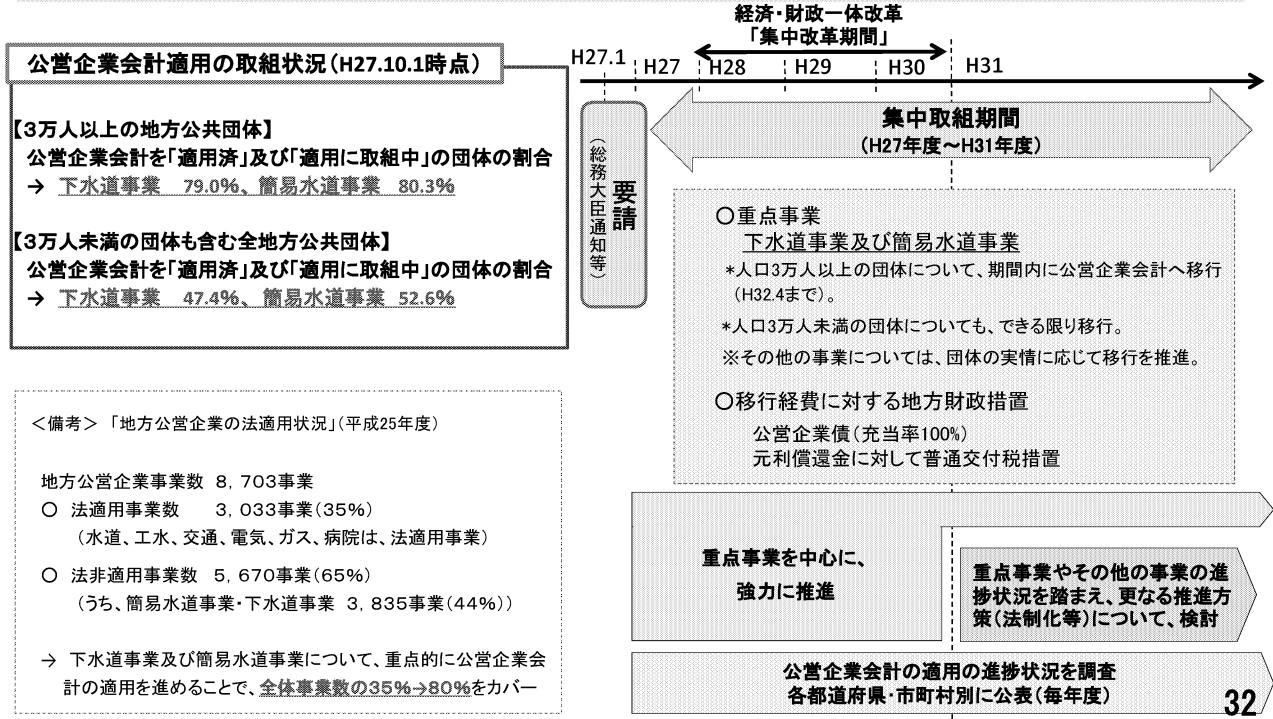 経済・財政一体改革
「集中改革期間」
公営企業会計適用の取組状況（H27.10.1時点）
H27.1
H27
H28
H29
H30
H31
【３万人以上の地方公共団体】
公営企業会計を「適用済」及び「適用に取組中」の団体の割合
→ 下水道事業　79.0%、簡易水道事業　80.3%
【３万人未満の団体も含む全地方公共団体】
公営企業会計を「適用済」及び「適用に取組中」の団体の割合
→ 下水道事業　47.4%、簡易水道事業　52.6%
要請
（総務大臣通知等）
集中取組期間
（H27年度～H31年度）
〇重点事業
下水道事業及び簡易水道事業
*人口3万人以上の団体について、期間内に公営企業会計へ移行
（H32.4まで）。
*人口3万人未満の団体についても、できる限り移行。
※その他の事業については、団体の実情に応じて移行を推進。
〇移行経費に対する地方財政措置
公営企業債（充当率100%）
元利償還金に対して普通交付税措置
＜備考＞　「地方公営企業の法適用状況」（平成25年度）
地方公営企業事業数　８，７０３事業
〇　法適用事業数　　３，０３３事業（３５％）
（水道、工水、交通、電気、ガス、病院は、法適用事業）
〇　法非適用事業数　５，６７０事業（６５％）
（うち、簡易水道事業・下水道事業　３，８３５事業（４４％））
→　下水道事業及び簡易水道事業について、重点的に公営企業会
計の適用を進めることで、全体事業数の３５％→８０％をカバー
重点事業を中心に、
強力に推進
重点事業やその他の事業の進
捗状況を踏まえ、更なる推進方
策（法制化等）について、検討
公営企業会計の適用の進捗状況を調査
各都道府県・市町村別に公表（毎年度）
32